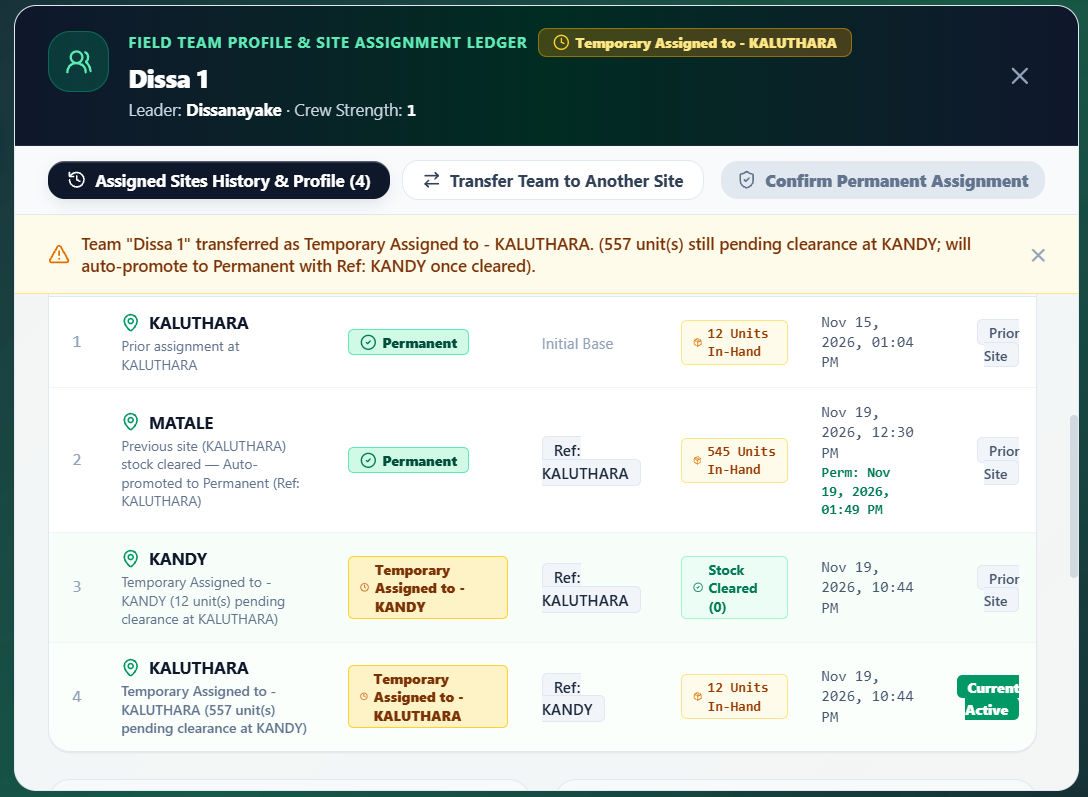 FIELD TEAM PROFILE & SITE ASSIGNMENT LEDGER
Temporary Assigned to - KALUTHARA
Dissa 1
Leader: Dissanayake · Crew Strength: 1
Assigned Sites History & Profile (4)
Transfer Team to Another Site
Confirm Permanent Assignment
Team "Dissa 1" transferred as Temporary Assigned to - KALUTHARA. (557 unit(s) still pending clearance at KANDY; will
auto-promote to Permanent with Ref: KANDY once cleared).
1
KALUTHARA
Prior assignment at
KALUTHARA
Permanent
Initial Base
12 Units
In-Hand
Nov 15,
2026, 01:04
PM
Prior
Site
2
MATALE
Previous site (KALUTHARA)
stock cleared — Auto-
promoted to Permanent (Ref:
KALUTHARA)
Permanent
Ref:
KALUTHARA
545 Units
In-Hand
Nov 19,
2026, 12:30
PM
Perm: Nov
19, 2026,
01:49 PM
Prior
Site
3
KANDY
Temporary Assigned to -
KANDY (12 unit(s) pending
clearance at KALUTHARA)
Temporary
Assigned to -
KANDY
Ref:
KALUTHARA
Stock
Cleared
(0)
Nov 19,
2026, 10:44
PM
Prior
Site
4
KALUTHARA
Temporary Assigned to -
KALUTHARA (557 unit(s)
pending clearance at KANDY)
Temporary
Assigned to -
KALUTHARA
Ref:
KANDY
12 Units
In-Hand
Nov 19,
2026, 10:44
PM
Current
Active